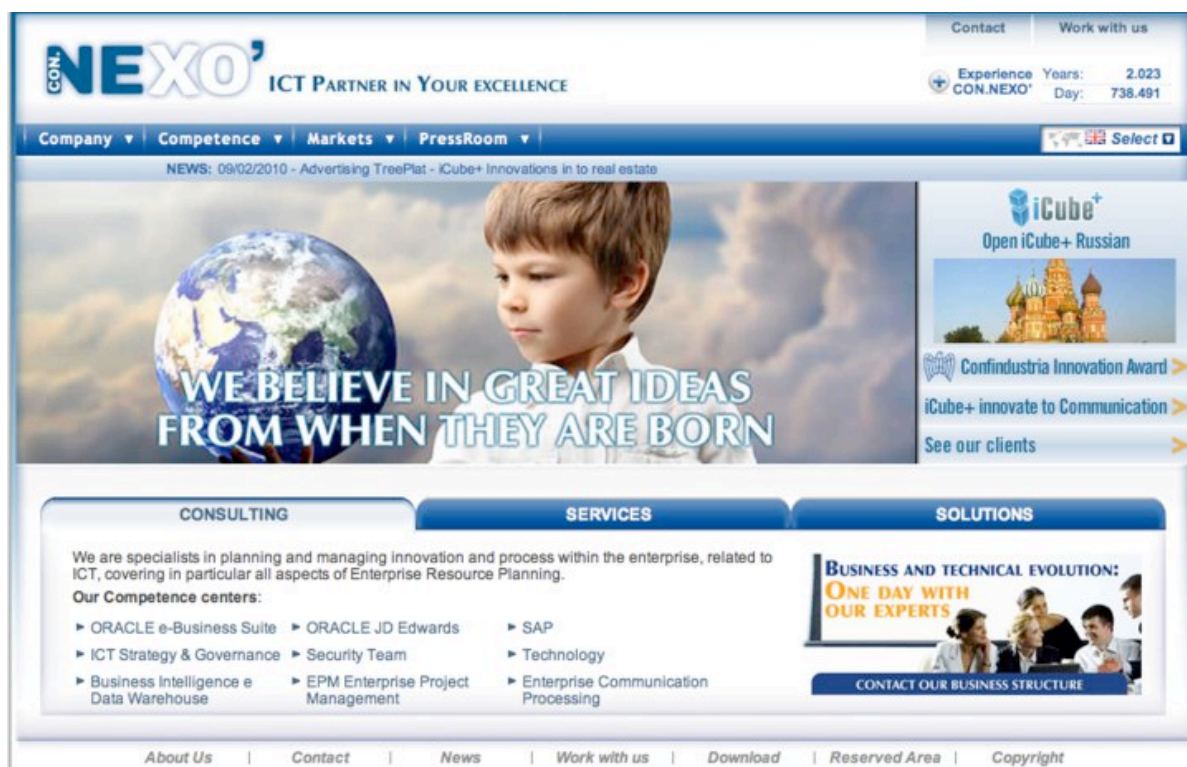 Contact Work with us
CON.NEXO’ ICT PARTNER IN YOUR EXCELLENCE
Experience Years: 2.023
CON.NEXO' Day: 738.491
Company Competence Markets PressRoom Select
NEWS: 09/02/2010 - Advertising TreePlat - iCube+ Innovations in to real estate
iCube+
Open iCube+ Russian
WE BELIEVE IN GREAT IDEAS
FROM WHEN THEY ARE BORN
Confindustria Innovation Award >
iCube+ innovate to Communication >
See our clients >
CONSULTING SERVICES SOLUTIONS
We are specialists in planning and managing innovation and process within the enterprise, related to
ICT, covering in particular all aspects of Enterprise Resource Planning.
Our Competence centers:
ORACLE e-Business Suite ORACLE JD Edwards SAP
ICT Strategy & Governance Security Team Technology
Business Intelligence e EPM Enterprise Project Enterprise Communication
Data Warehouse Management Processing
BUSINESS AND TECHNICAL EVOLUTION:
ONE DAY WITH
OUR EXPERTS
CONTACT OUR BUSINESS STRUCTURE
About Us | Contact | News | Work with us | Download | Reserved Area | Copyright